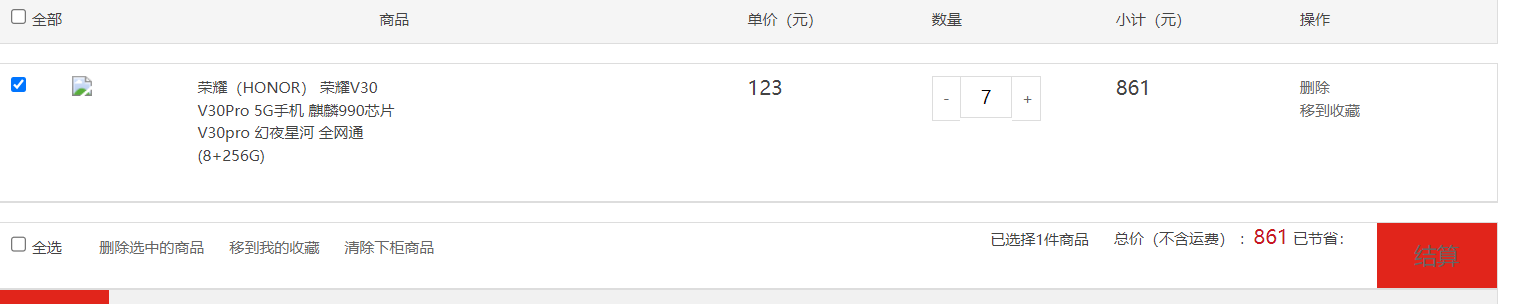 全部 商品 单价（元） 数量 小计（元） 操作
荣耀（HONOR） 荣耀V30 123 - 7 + 861 删除
V30Pro 5G手机 麒麟990芯片 移到收藏
V30pro 幻夜星河 全网通
(8+256G)
全选 删除选中的商品 移到我的收藏 清除下柜商品 已选择1件商品 总价（不含运费）： 861 已节省：
结算